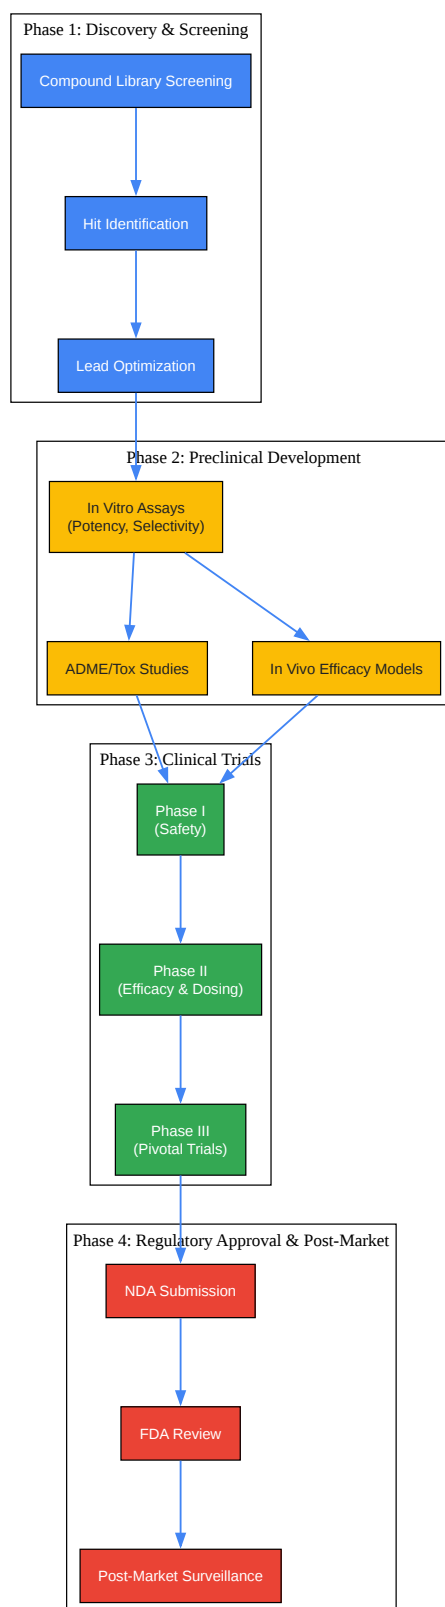 Phase 1: Discovery & Screening
Compound Library Screening
Hit Identification
Lead Optimization
Phase 2: Preclinical Development
In Vitro Assays
(Potency, Selectivity)
ADME/Tox Studies
In Vivo Efficacy Models
Phase 3: Clinical Trials
Phase I
(Safety)
Phase II
(Efficacy & Dosing)
Phase III
(Pivotal Trials)
Phase 4: Regulatory Approval & Post-Market
NDA Submission
FDA Review
Post-Market Surveillance